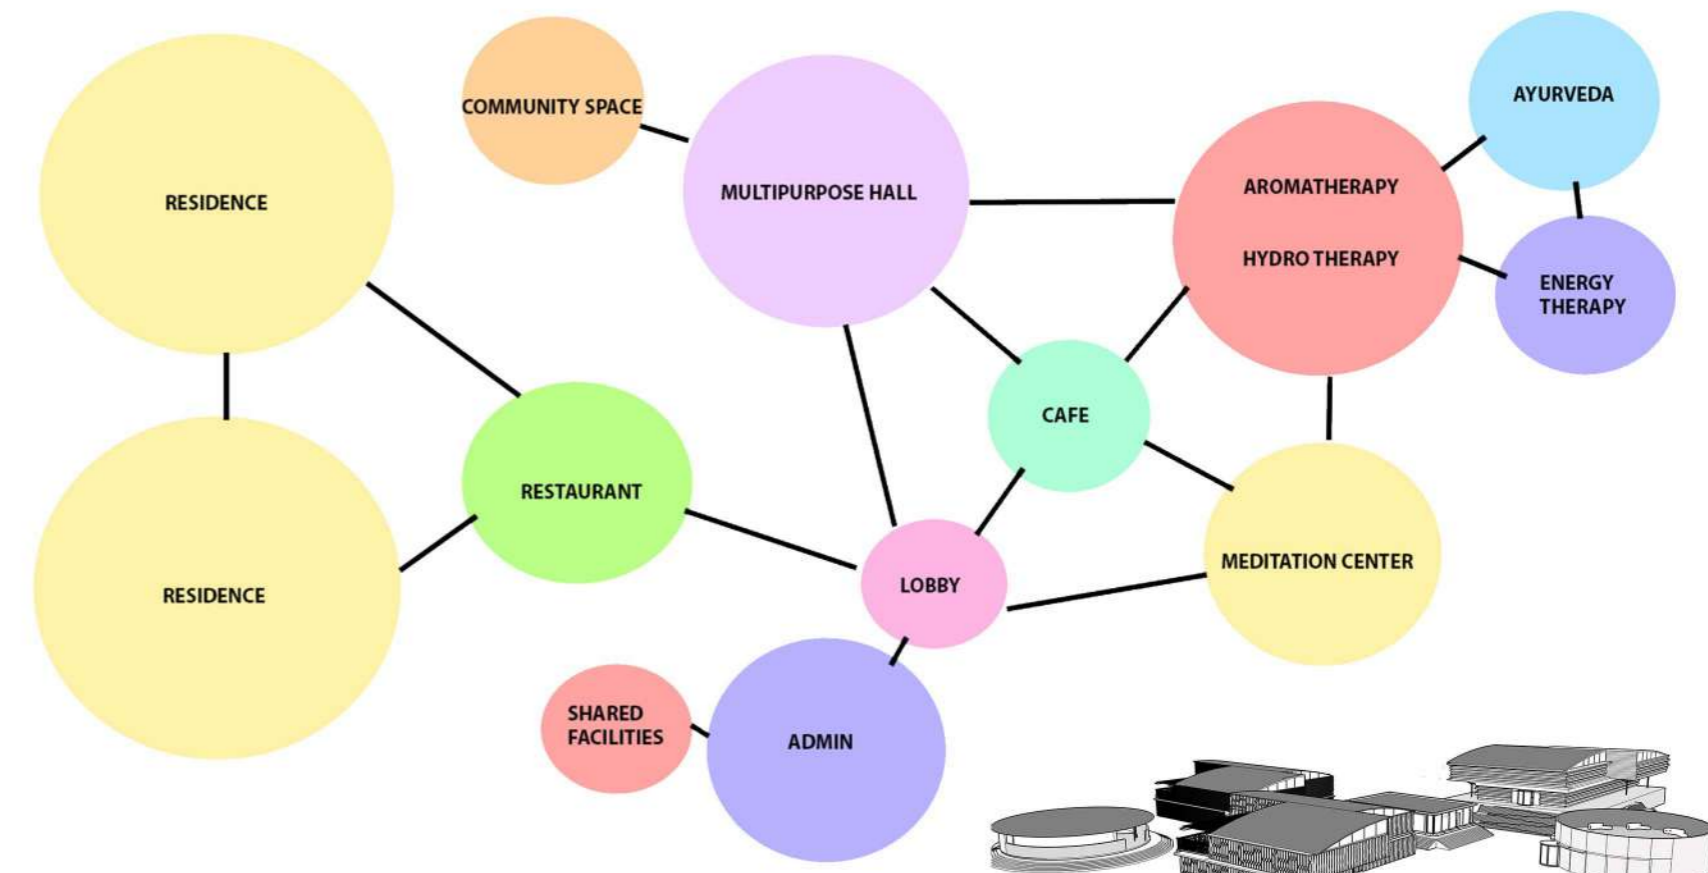 COMMUNITY SPACE
AYURVEDA
RESIDENCE
MULTIPURPOSE HALL
AROMATHERAPY
HYDRO THERAPY
ENERGY
THERAPY
CAFE
RESTAURANT
MEDITATION CENTER
LOBBY
RESIDENCE
SHARED
FACILITIES
ADMIN